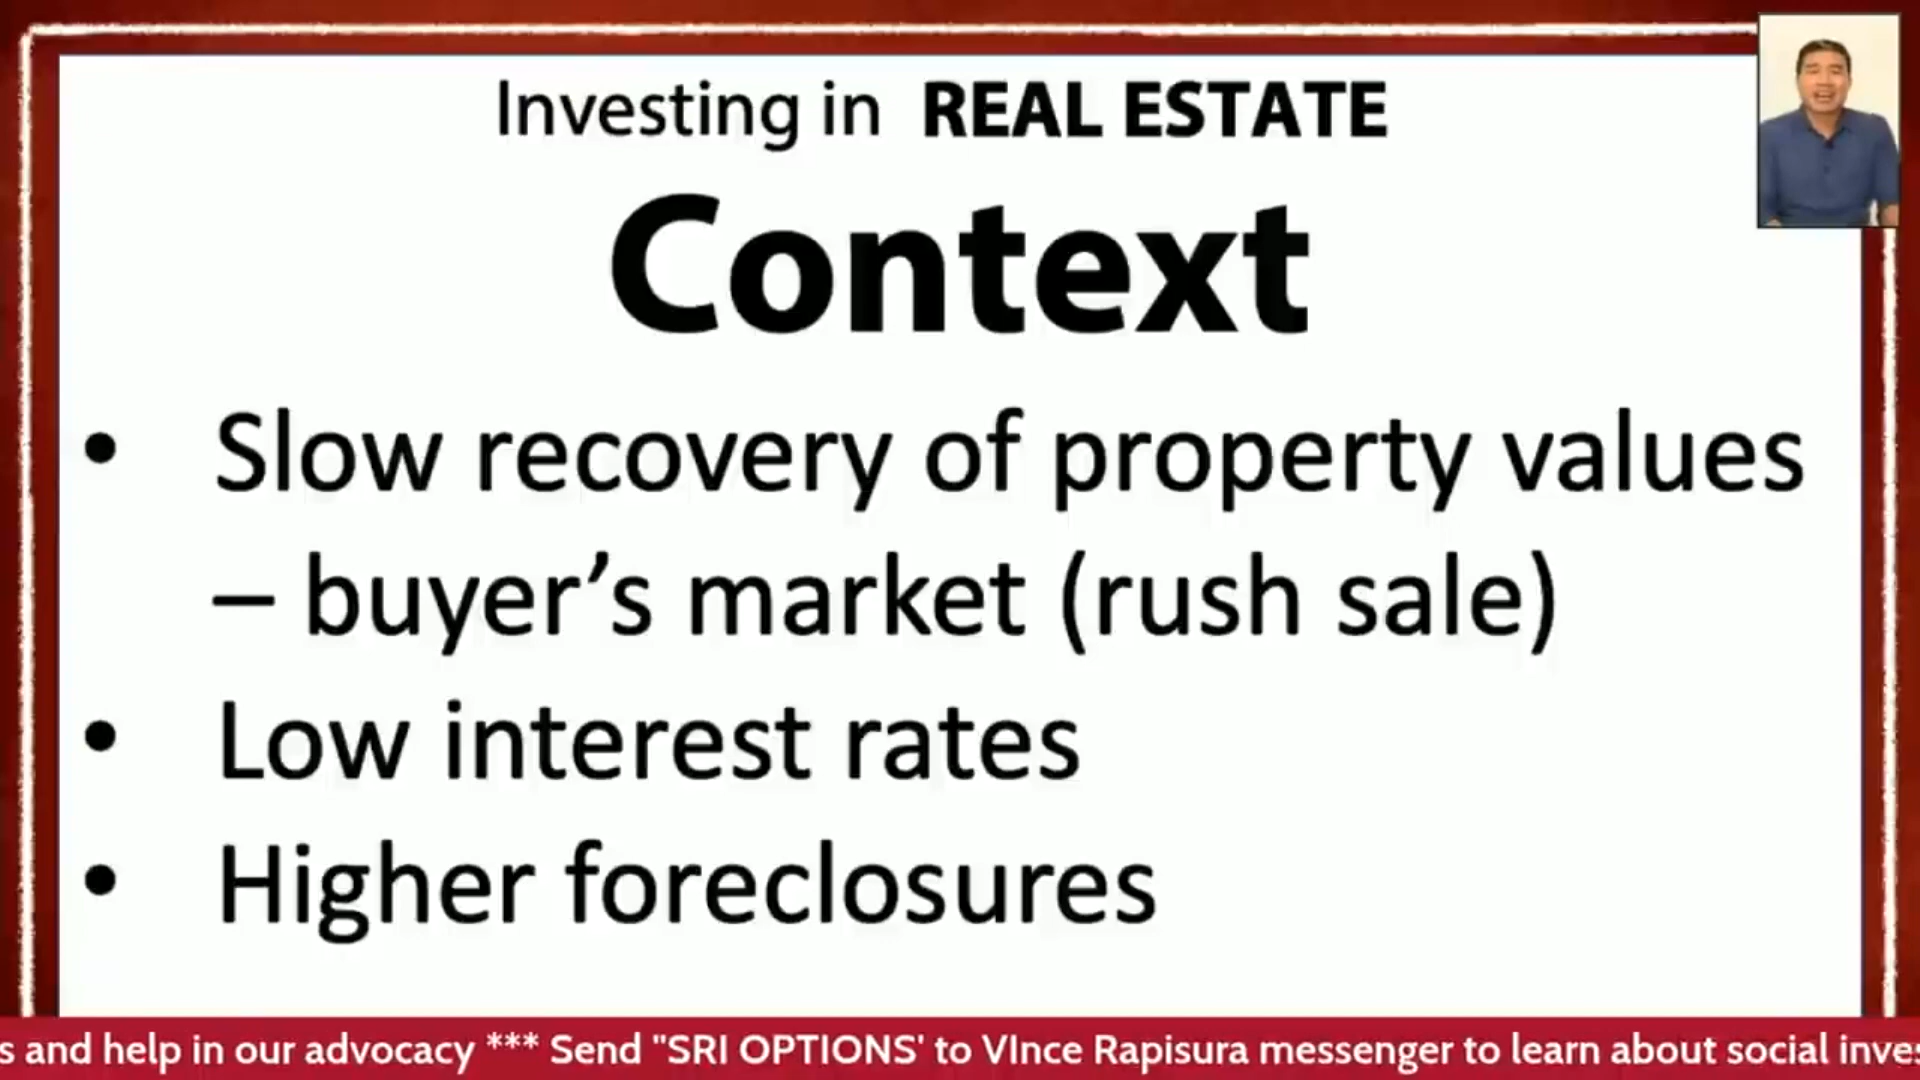 Investing in REAL ESTATE
Context
• Slow recovery of property values
– buyer’s market (rush sale)
• Low interest rates
• Higher foreclosures
s and help in our advocacy *** Send "SRI OPTIONS' to VInce Rapisura messenger to learn about social inves